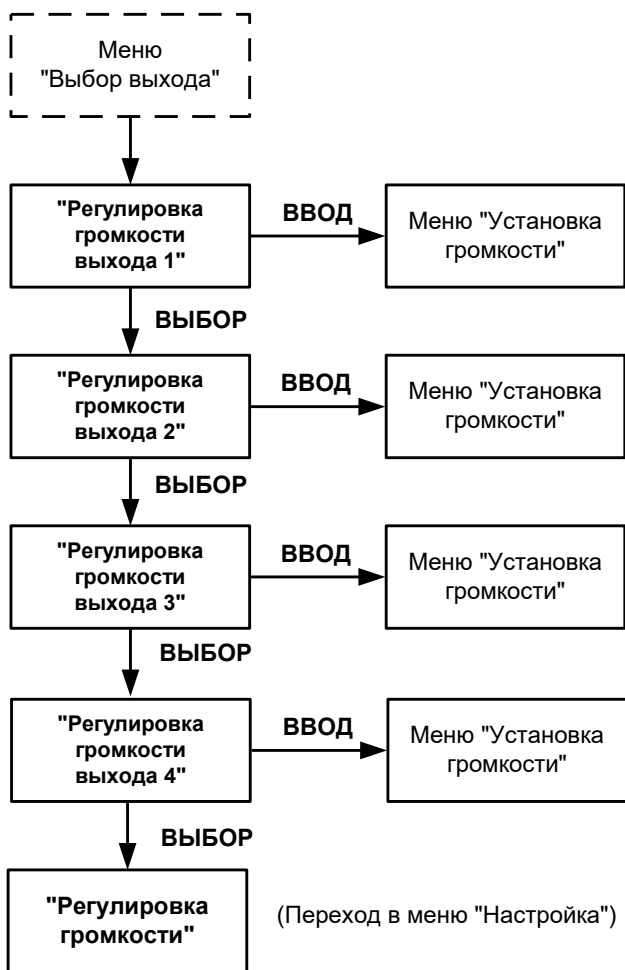 Меню
"Выбор выхода"
"Регулировка
громкости
выхода 1"
ВВОД
Меню "Установка
громкости"
ВЫБОР
"Регулировка
громкости
выхода 2"
ВВОД
Меню "Установка
громкости"
ВЫБОР
"Регулировка
громкости
выхода 3"
ВВОД
Меню "Установка
громкости"
ВЫБОР
"Регулировка
громкости
выхода 4"
ВВОД
Меню "Установка
громкости"
ВЫБОР
"Регулировка
громкости"
(Переход в меню "Настройка")